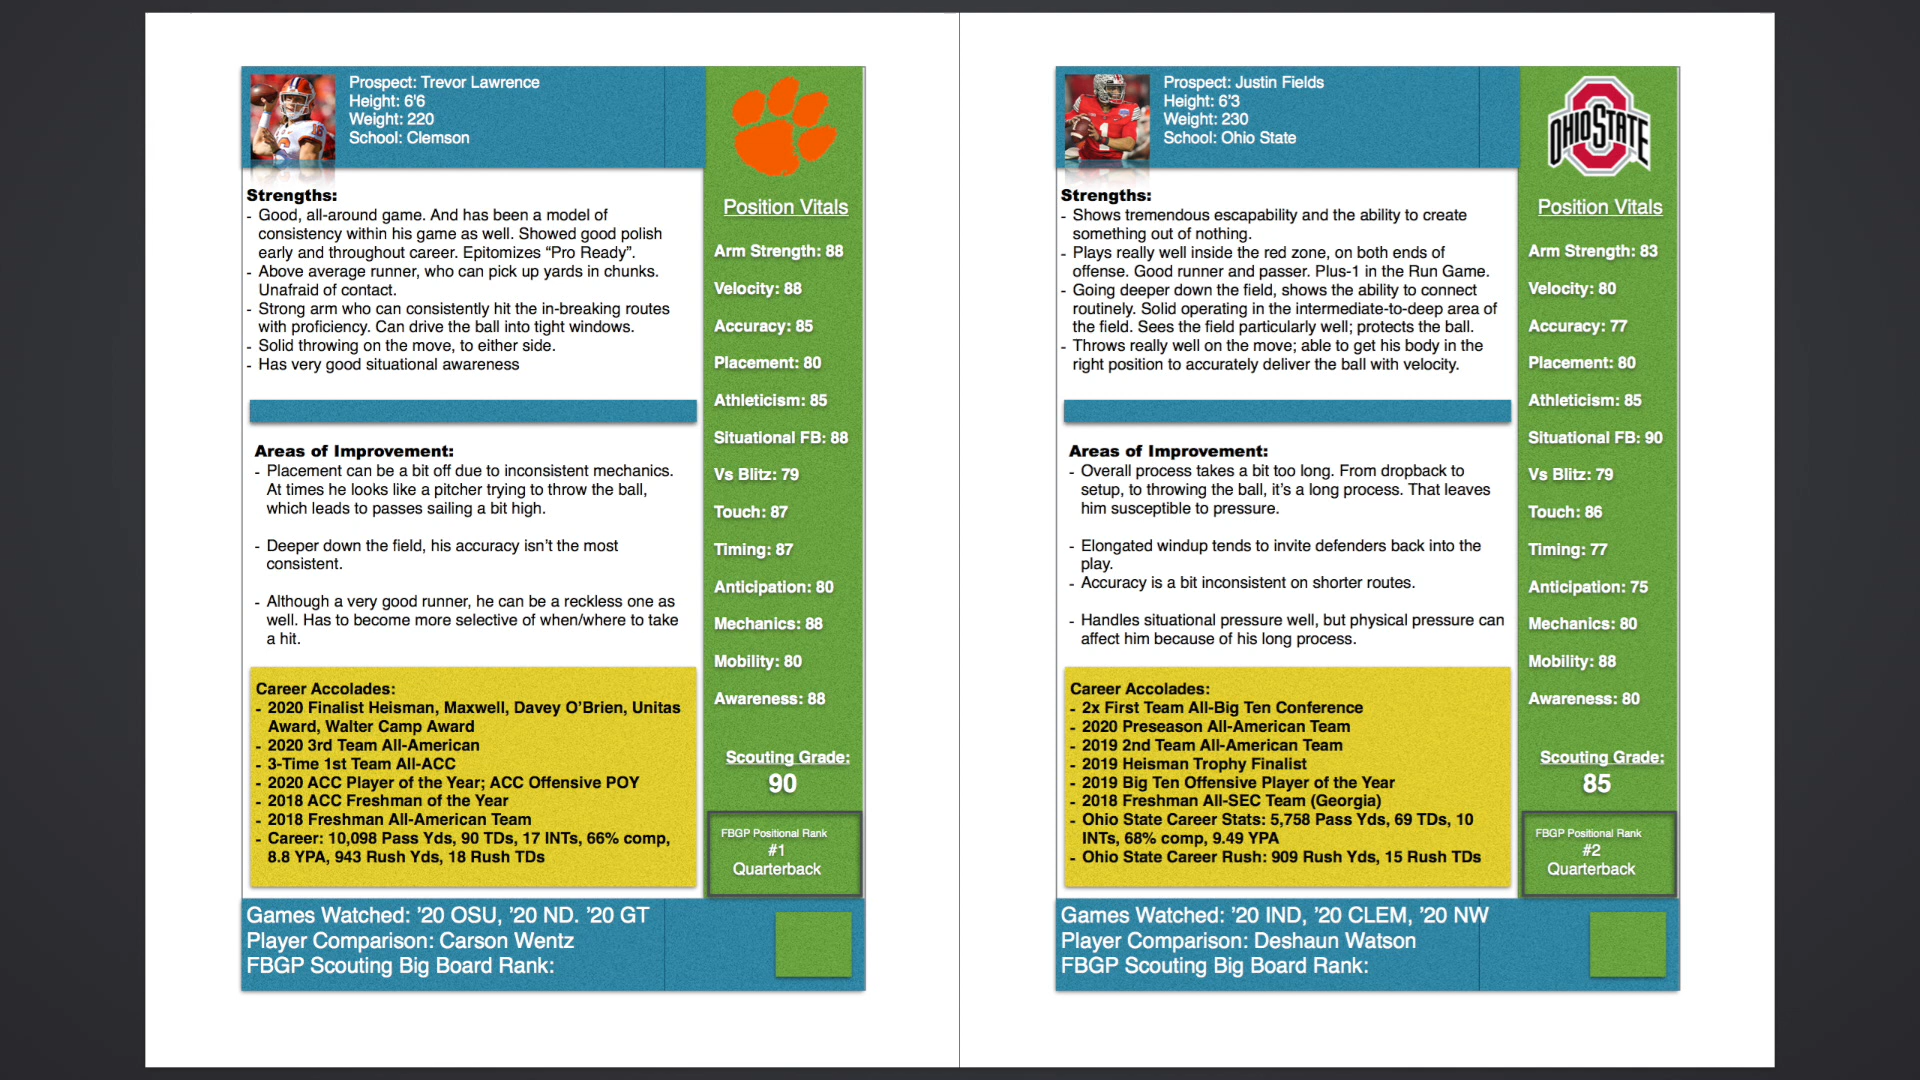 Prospect: Trevor Lawrence
Height: 6'6
Weight: 220
School: Clemson
Strengths:
- Good, all-around game. And has been a model of
consistency within his game as well. Showed good polish
early and throughout career. Epitomizes “Pro Ready”.
- Above average runner, who can pick up yards in chunks.
Unafraid of contact.
- Strong arm who can consistently hit the in-breaking routes
with proficiency. Can drive the ball into tight windows.
- Solid throwing on the move, to either side.
- Has very good situational awareness
Areas of Improvement:
- Placement can be a bit off due to inconsistent mechanics.
At times he looks like a pitcher trying to throw the ball,
which leads to passes sailing a bit high.
- Deeper down the field, his accuracy isn't the most
consistent.
- Although a very good runner, he can be a reckless one as
well. Has to become more selective of when/where to take
a hit.
Career Accolades:
- 2020 Finalist Heisman, Maxwell, Davey O'Brien, Unitas
Award, Walter Camp Award
- 2020 3rd Team All-American
- 3-Time 1st Team All-ACC
- 2020 ACC Player of the Year; ACC Offensive POY
- 2018 ACC Freshman of the Year
- 2018 Freshman All-American Team
- Career: 10,098 Pass Yds, 90 TDs, 17 INTs, 66% comp,
8.8 YPA, 943 Rush Yds, 18 Rush TDs
Position Vitals
Arm Strength: 88
Velocity: 88
Accuracy: 85
Placement: 80
Athleticism: 85
Situational FB: 88
Vs Blitz: 79
Touch: 87
Timing: 87
Anticipation: 80
Mechanics: 88
Mobility: 80
Awareness: 88
Scouting Grade:
90
FBGP Positional Rank
#1
Quarterback
Games Watched: '20 OSU, '20 ND. '20 GT
Player Comparison: Carson Wentz
FBGP Scouting Big Board Rank:
Prospect: Justin Fields
Height: 6'3
Weight: 230
School: Ohio State
OHIO STATE
Strengths:
- Shows tremendous escapability and the ability to create
something out of nothing.
- Plays really well inside the red zone, on both ends of
offense. Good runner and passer. Plus-1 in the Run Game.
- Going deeper down the field, shows the ability to connect
routinely. Solid operating in the intermediate-to-deep area of
the field. Sees the field particularly well; protects the ball.
- Throws really well on the move; able to get his body in the
right position to accurately deliver the ball with velocity.
Areas of Improvement:
- Overall process takes a bit too long. From dropback to
setup, to throwing the ball, it's a long process. That leaves
him susceptible to pressure.
- Elongated windup tends to invite defenders back into the
play.
- Accuracy is a bit inconsistent on shorter routes.
- Handles situational pressure well, but physical pressure can
affect him because of his long process.
Career Accolades:
- 2x First Team All-Big Ten Conference
- 2020 Preseason All-American Team
- 2019 2nd Team All-American Team
- 2019 Heisman Trophy Finalist
- 2019 Big Ten Offensive Player of the Year
- 2018 Freshman All-SEC Team (Georgia)
- Ohio State Career Stats: 5,758 Pass Yds, 69 TDs, 10
INTs, 68% comp, 9.49 YPA
- Ohio State Career Rush: 909 Rush Yds, 15 Rush TDs
Position Vitals
Arm Strength: 83
Velocity: 80
Accuracy: 77
Placement: 80
Athleticism: 85
Situational FB: 90
Vs Blitz: 79
Touch: 86
Timing: 77
Anticipation: 75
Mechanics: 80
Mobility: 88
Awareness: 80
Scouting Grade:
85
FBGP Positional Rank
#2
Quarterback
Games Watched: '20 IND, '20 CLEM, '20 NW
Player Comparison: Deshaun Watson
FBGP Scouting Big Board Rank: